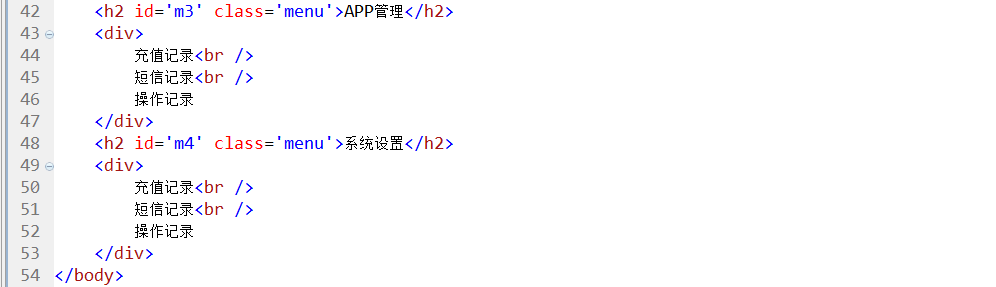 42 <h2 id='m3' class='menu'>APP管理</h2>
43 <div>
44 充值记录<br />
45 短信记录<br />
46 操作记录
47 </div>
48 <h2 id='m4' class='menu'>系统设置</h2>
49 <div>
50 充值记录<br />
51 短信记录<br />
52 操作记录
53 </div>
54 </body>